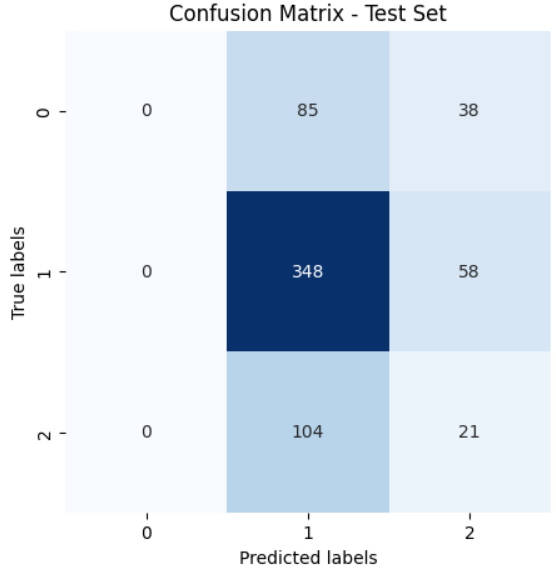 Confusion Matrix - Test Set
True labels
0 0 85 38
1 0 348 58
2 0 104 21
0 1 2
Predicted labels